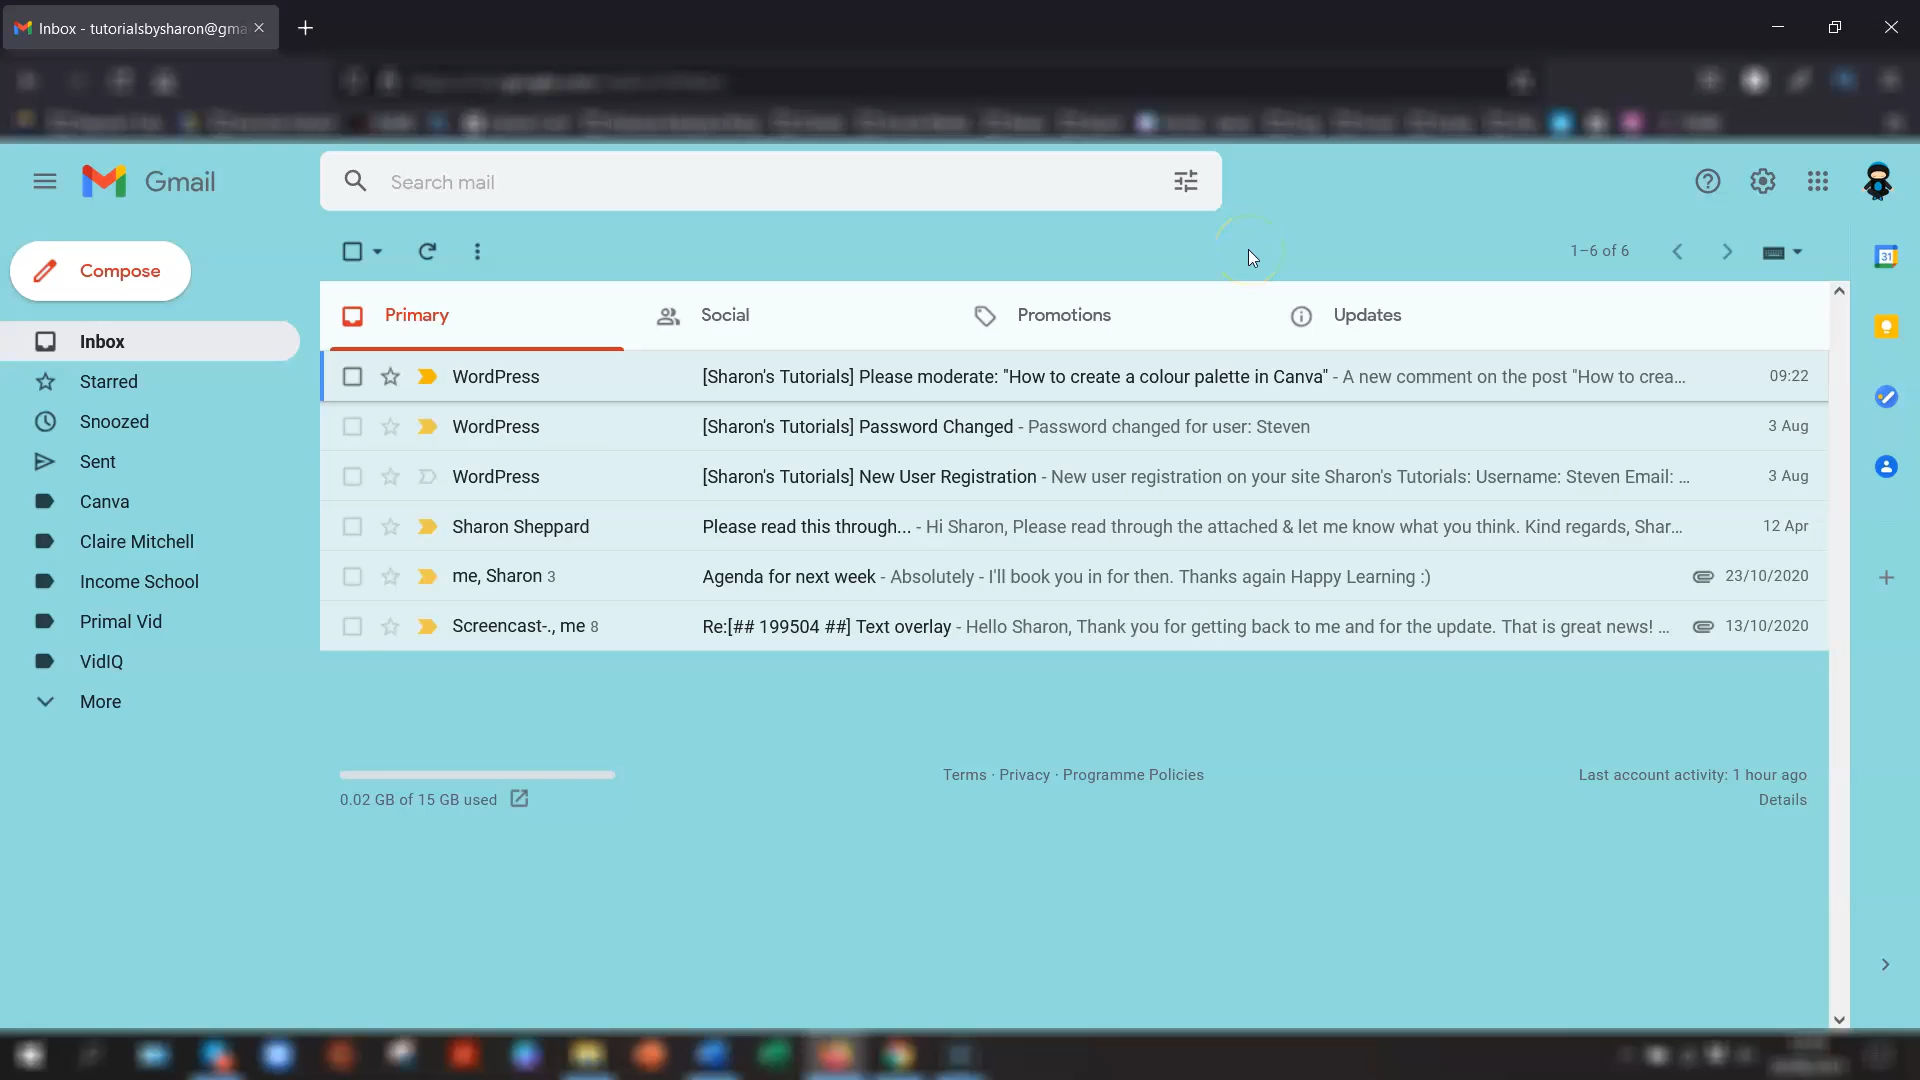 Inbox - tutorialsbysharon@gma
Gmail
Search mail
Compose
1–6 of 6
31
Inbox
Starred
Snoozed
Sent
Canva
Claire Mitchell
Income School
Primal Vid
VidIQ
More
Primary Social Promotions Updates
WordPress [Sharon's Tutorials] Please moderate: "How to create a colour palette in Canva" - A new comment on the post "How to crea... 09:22
WordPress [Sharon's Tutorials] Password Changed - Password changed for user: Steven 3 Aug
WordPress [Sharon's Tutorials] New User Registration - New user registration on your site Sharon's Tutorials: Username: Steven Email: ... 3 Aug
Sharon Sheppard Please read this through... - Hi Sharon, Please read through the attached & let me know what you think. Kind regards, Shar... 12 Apr
me, Sharon 3 Agenda for next week - Absolutely - I'll book you in for then. Thanks again Happy Learning :) 23/10/2020
Screencast-., me 8 Re:[## 199504 ##] Text overlay - Hello Sharon, Thank you for getting back to me and for the update. That is great news! ... 13/10/2020
0.02 GB of 15 GB used
Terms · Privacy · Programme Policies
Last account activity: 1 hour ago
Details